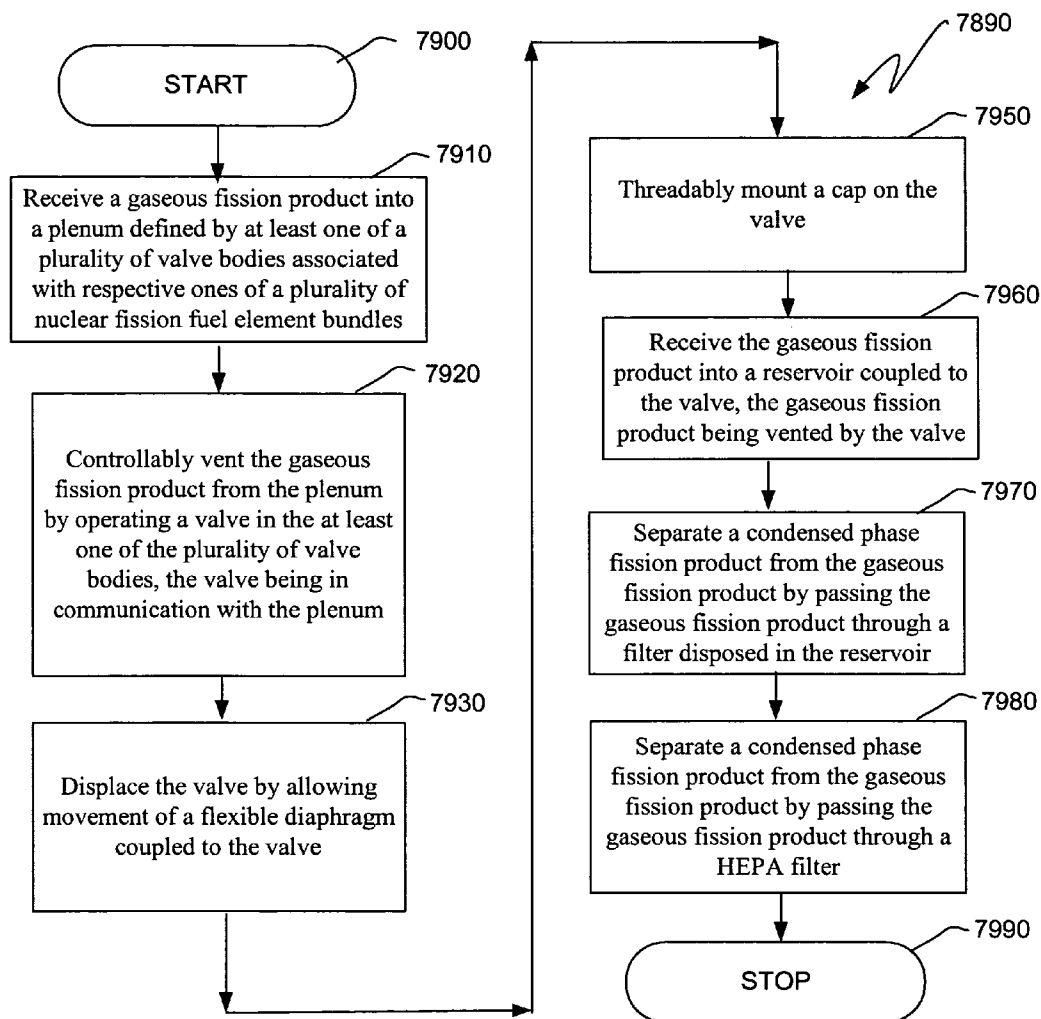 7900
START
7910
Receive a gaseous fission product into
a plenum defined by at least one of a
plurality of valve bodies associated
with respective ones of a plurality of
nuclear fission fuel element bundles
7920
Controllably vent the gaseous
fission product from the plenum
by operating a valve in the at least
one of the plurality of valve
bodies, the valve being in
communication with the plenum
7930
Displace the valve by allowing
movement of a flexible diaphragm
coupled to the valve
7890
7950
Threadably mount a cap on the
valve
7960
Receive the gaseous fission
product into a reservoir coupled to
the valve, the gaseous fission
product being vented by the valve
7970
Separate a condensed phase
fission product from the gaseous
fission product by passing the
gaseous fission product through a
filter disposed in the reservoir
7980
Separate a condensed phase
fission product from the gaseous
fission product by passing the
gaseous fission product through a
HEPA filter
7990
STOP